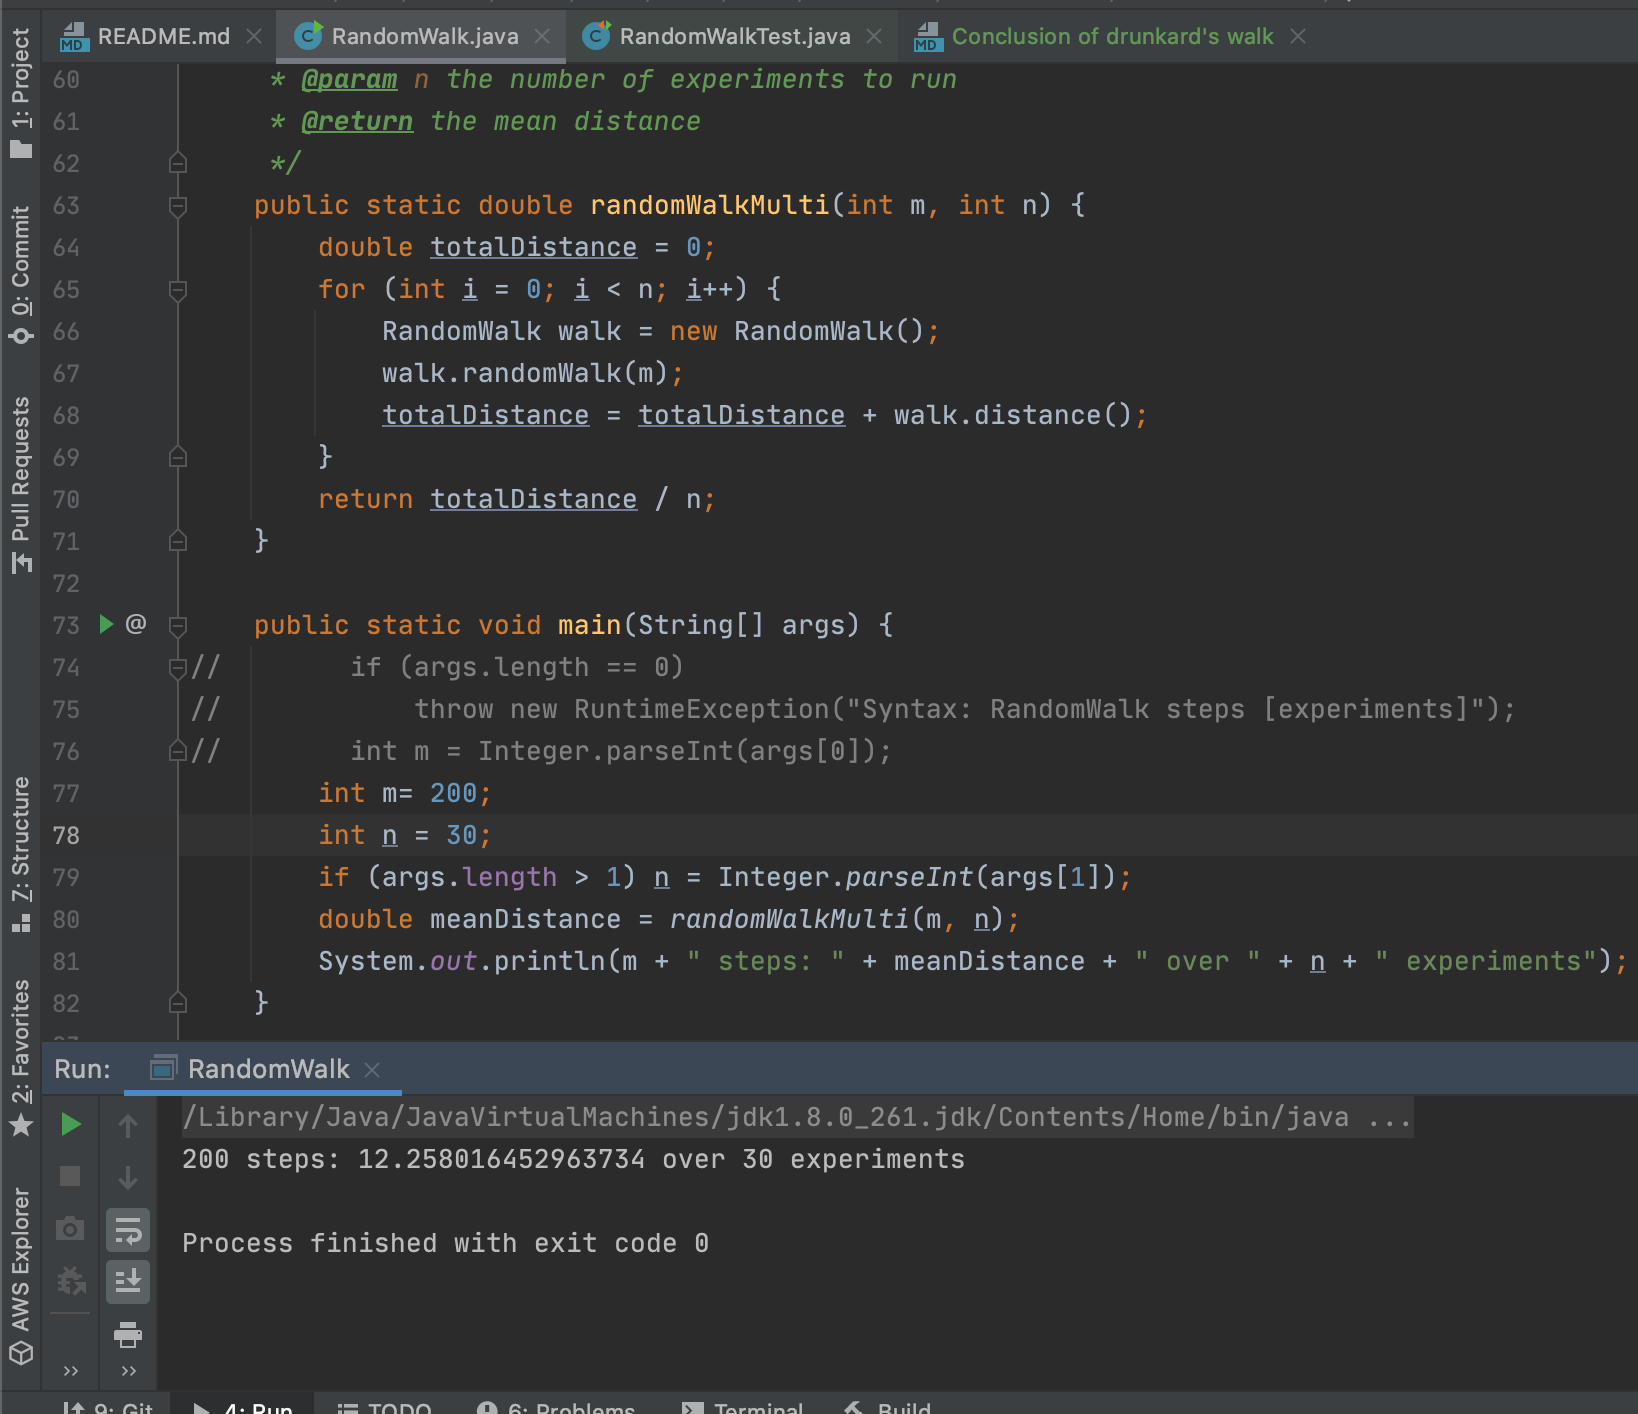 README.md RandomWalk.java RandomWalkTest.java Conclusion of drunkard's walk
1: Project
0: Commit
Pull Requests
7: Structure
2: Favorites
AWS Explorer
60 * @param n the number of experiments to run
61 * @return the mean distance
62 */
63 public static double randomWalkMulti(int m, int n) {
64 double totalDistance = 0;
65 for (int i = 0; i < n; i++) {
66 RandomWalk walk = new RandomWalk();
67 walk.randomWalk(m);
68 totalDistance = totalDistance + walk.distance();
69 }
70 return totalDistance / n;
71 }
72
73 @ public static void main(String[] args) {
74 // if (args.length == 0)
75 // throw new RuntimeException("Syntax: RandomWalk steps [experiments]");
76 // int m = Integer.parseInt(args[0]);
77 int m= 200;
78 int n = 30;
79 if (args.length > 1) n = Integer.parseInt(args[1]);
80 double meanDistance = randomWalkMulti(m, n);
81 System.out.println(m + " steps: " + meanDistance + " over " + n + " experiments");
82 }
Run: RandomWalk
/Library/Java/JavaVirtualMachines/jdk1.8.0_261.jdk/Contents/Home/bin/java ...
200 steps: 12.258016452963734 over 30 experiments
Process finished with exit code 0
9: Git 4: Run TODO 6: Problems Terminal Build